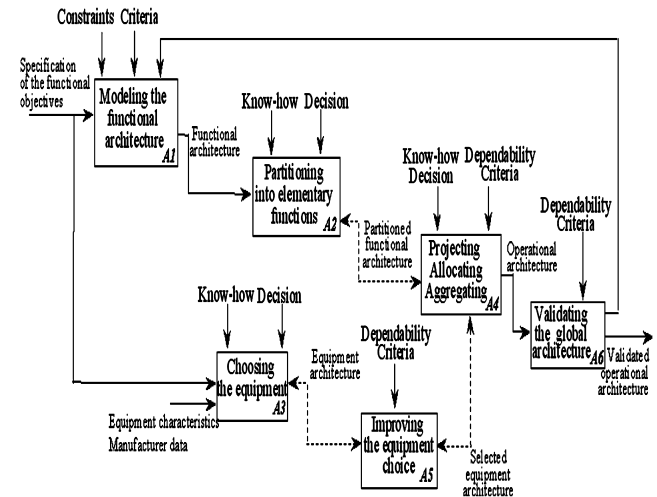 Constraints Criteria
Specification
of the functional
objectives
Modeling the
functional
architecture
A1
Functional
architecture
Know-how Decision
Partitioning
into elementary
functions
A2
Partitioned
functional
architecture
Know-how
Decision
Dependability
Criteria
Projecting
Allocating
Aggregating
A4
Operational
architecture
Dependability
Criteria
Validating
the global
architecture
A6
Validated
operational
architecture
Know-how Decision
Choosing
the equipment
A3
Equipment characteristics
Manufacturer data
Equipment
architecture
Dependability
Criteria
Improving
the equipment
choice
A5
Selected
equipment
architecture